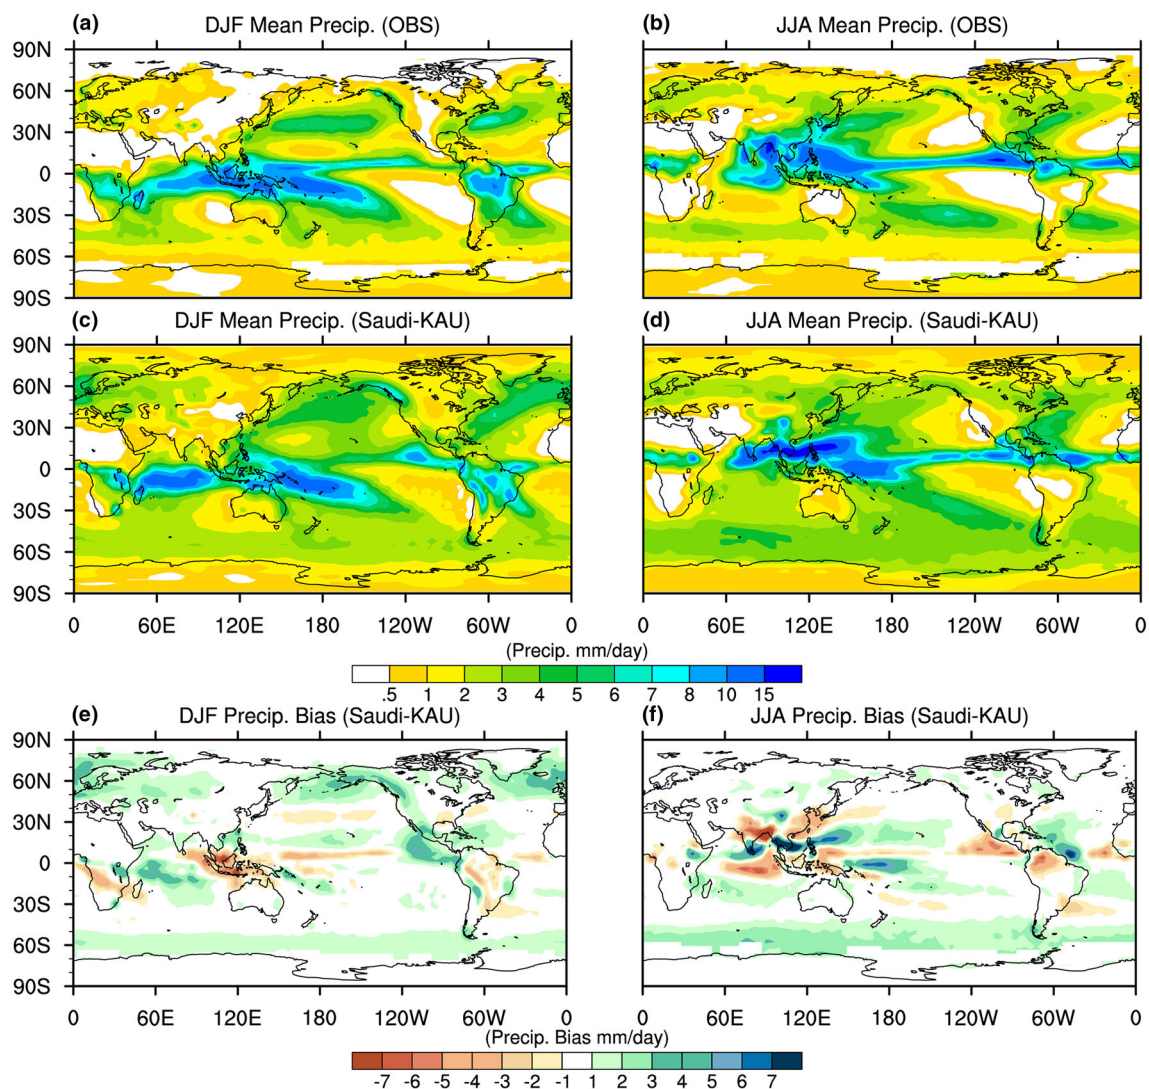 (a) DJF Mean Precip. (OBS)
(b) JJA Mean Precip. (OBS)
90N
60N
30N
0
30S
60S
90S
(c) DJF Mean Precip. (Saudi-KAU)
(d) JJA Mean Precip. (Saudi-KAU)
90N
60N
30N
0
30S
60S
90S
0 60E 120E 180 120W 60W 0
0 60E 120E 180 120W 60W 0
(Precip. mm/day)
.5 1 2 3 4 5 6 7 8 10 15
(e) DJF Precip. Bias (Saudi-KAU)
(f) JJA Precip. Bias (Saudi-KAU)
90N
60N
30N
0
30S
60S
90S
0 60E 120E 180 120W 60W 0
0 60E 120E 180 120W 60W 0
(Precip. Bias mm/day)
-7 -6 -5 -4 -3 -2 -1 1 2 3 4 5 6 7